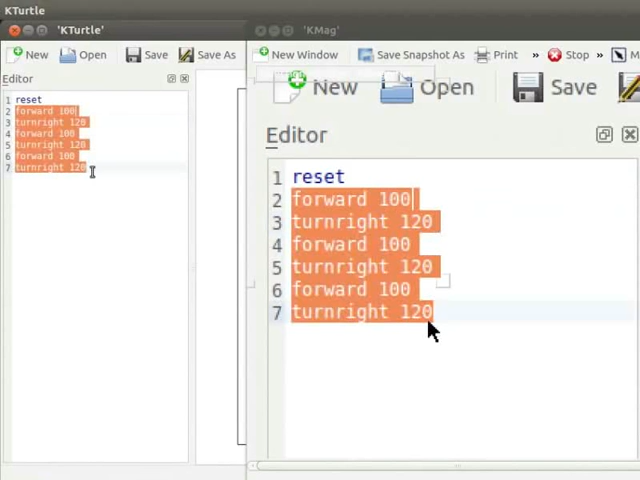 KTurtle
'KTurtle'
'KMag'
New Open Save Save As
New Window Save Snapshot As Print » Stop » M
Editor
1 reset
2 forward 100
3 turnright 120
4 forward 100
5 turnright 120
6 forward 100
7 turnright 120
New Open Save
Editor
1 reset
2 forward 100
3 turnright 120
4 forward 100
5 turnright 120
6 forward 100
7 turnright 120